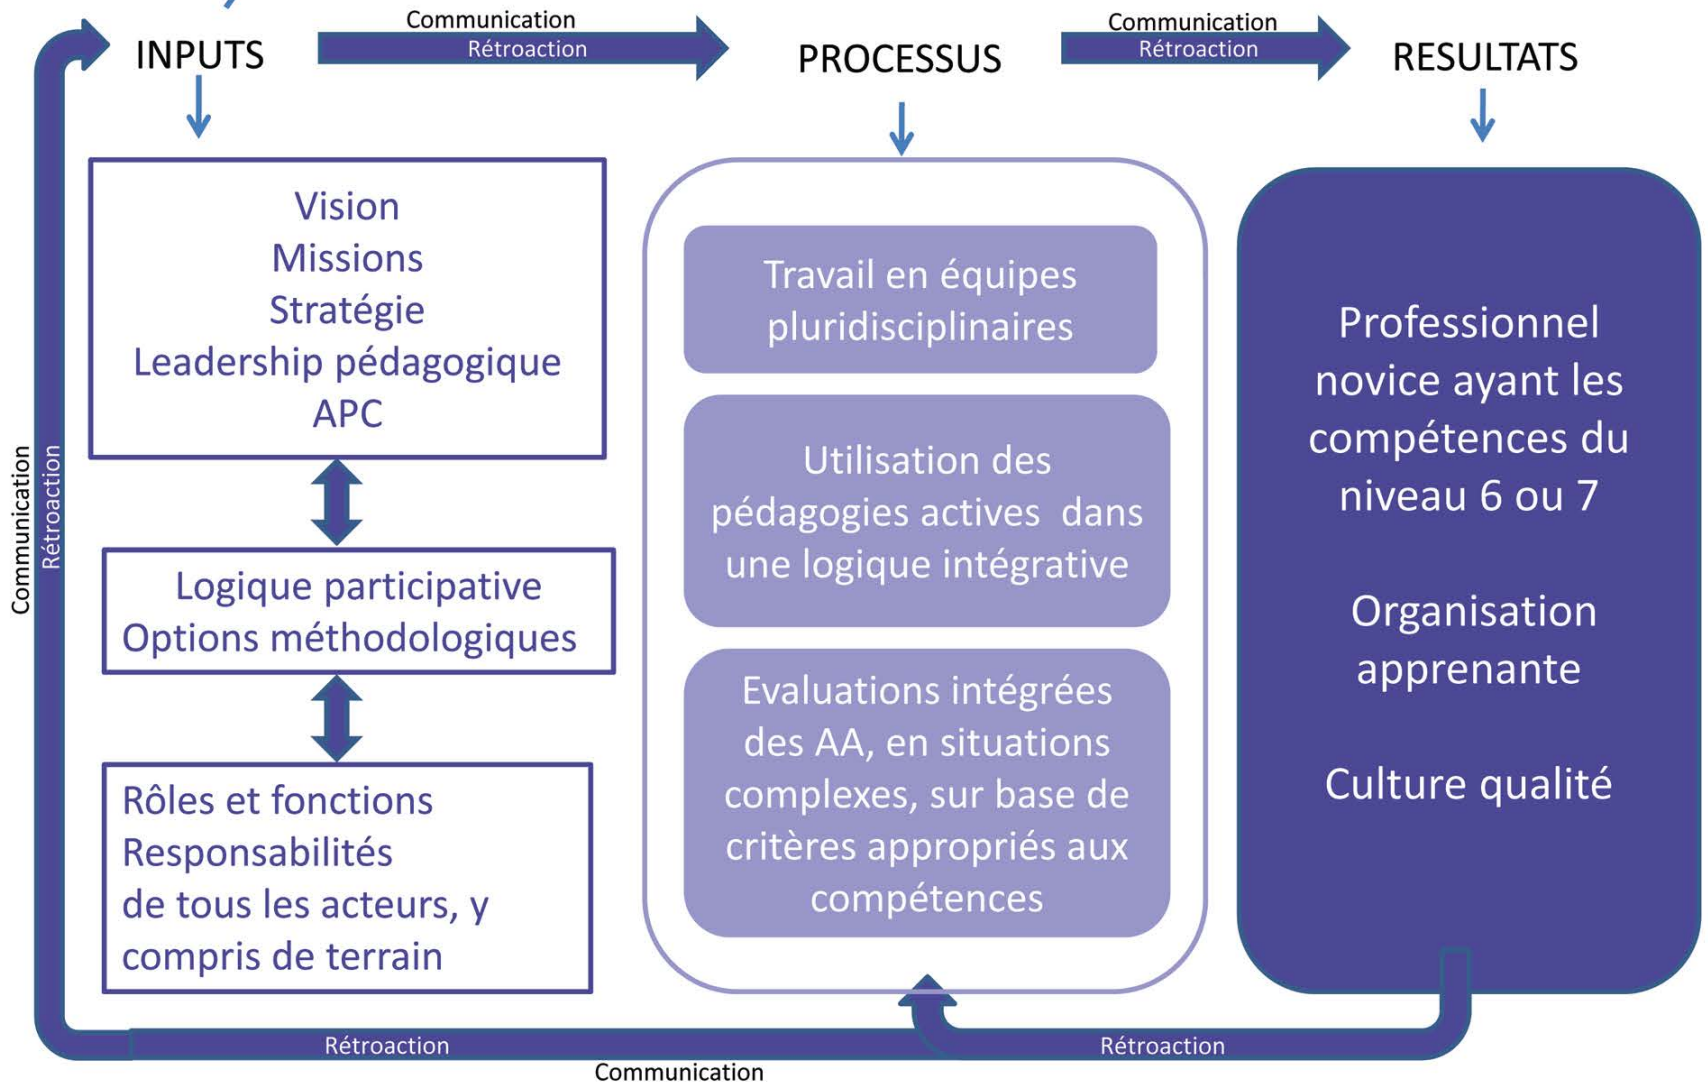 Communication
Rétroaction
Communication
Rétroaction
INPUTS
PROCESSUS
RESULTATS
Vision
Missions
Stratégie
Leadership pédagogique
APC
Logique participative
Options méthodologiques
Rôles et fonctions
Responsabilités
de tous les acteurs, y
compris de terrain
Travail en équipes
pluridisciplinaires
Utilisation des
pédagogies actives dans
une logique intégrative
Evaluations intégrées
des AA, en situations
complexes, sur base de
critères appropriés aux
compétences
Professionnel
novice ayant les
compétences du
niveau 6 ou 7
Organisation
apprenante
Culture qualité
Communication
Rétroaction
Rétroaction
Rétroaction
Communication